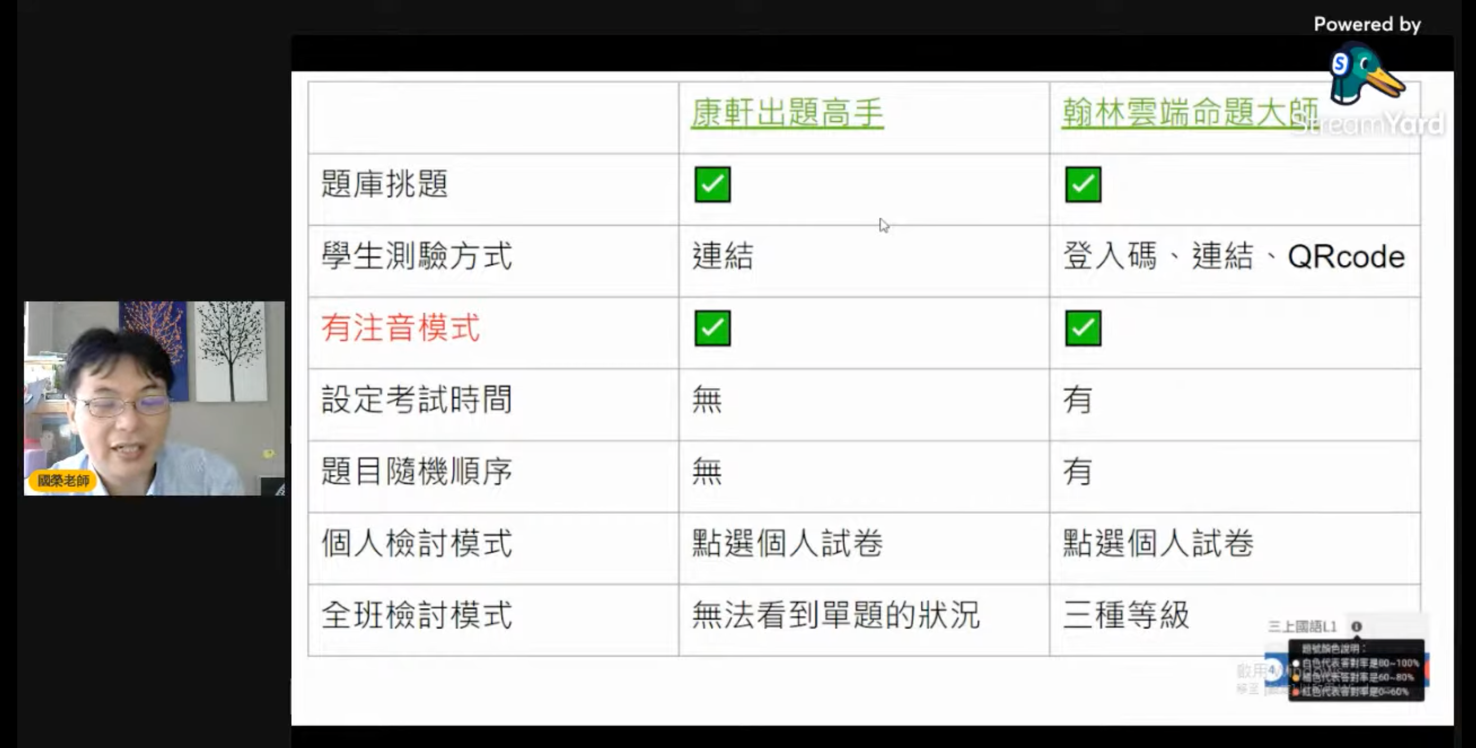 Powered by
StreamYard
康軒出題高手 翰林雲端命題大師
題庫挑題 ✅ ✅
學生測驗方式 連結 登入碼、連結、QRcode
有注音模式 ✅ ✅
設定考試時間 無 有
題目隨機順序 無 有
個人檢討模式 點選個人試卷 點選個人試卷
全班檢討模式 無法看到單題的狀況 三種等級
國榮老師
三上國語L1
題號顏色說明：
白色代表答對率是80~100%
橘色代表答對率是60~80%
紅色代表答對率是0~60%